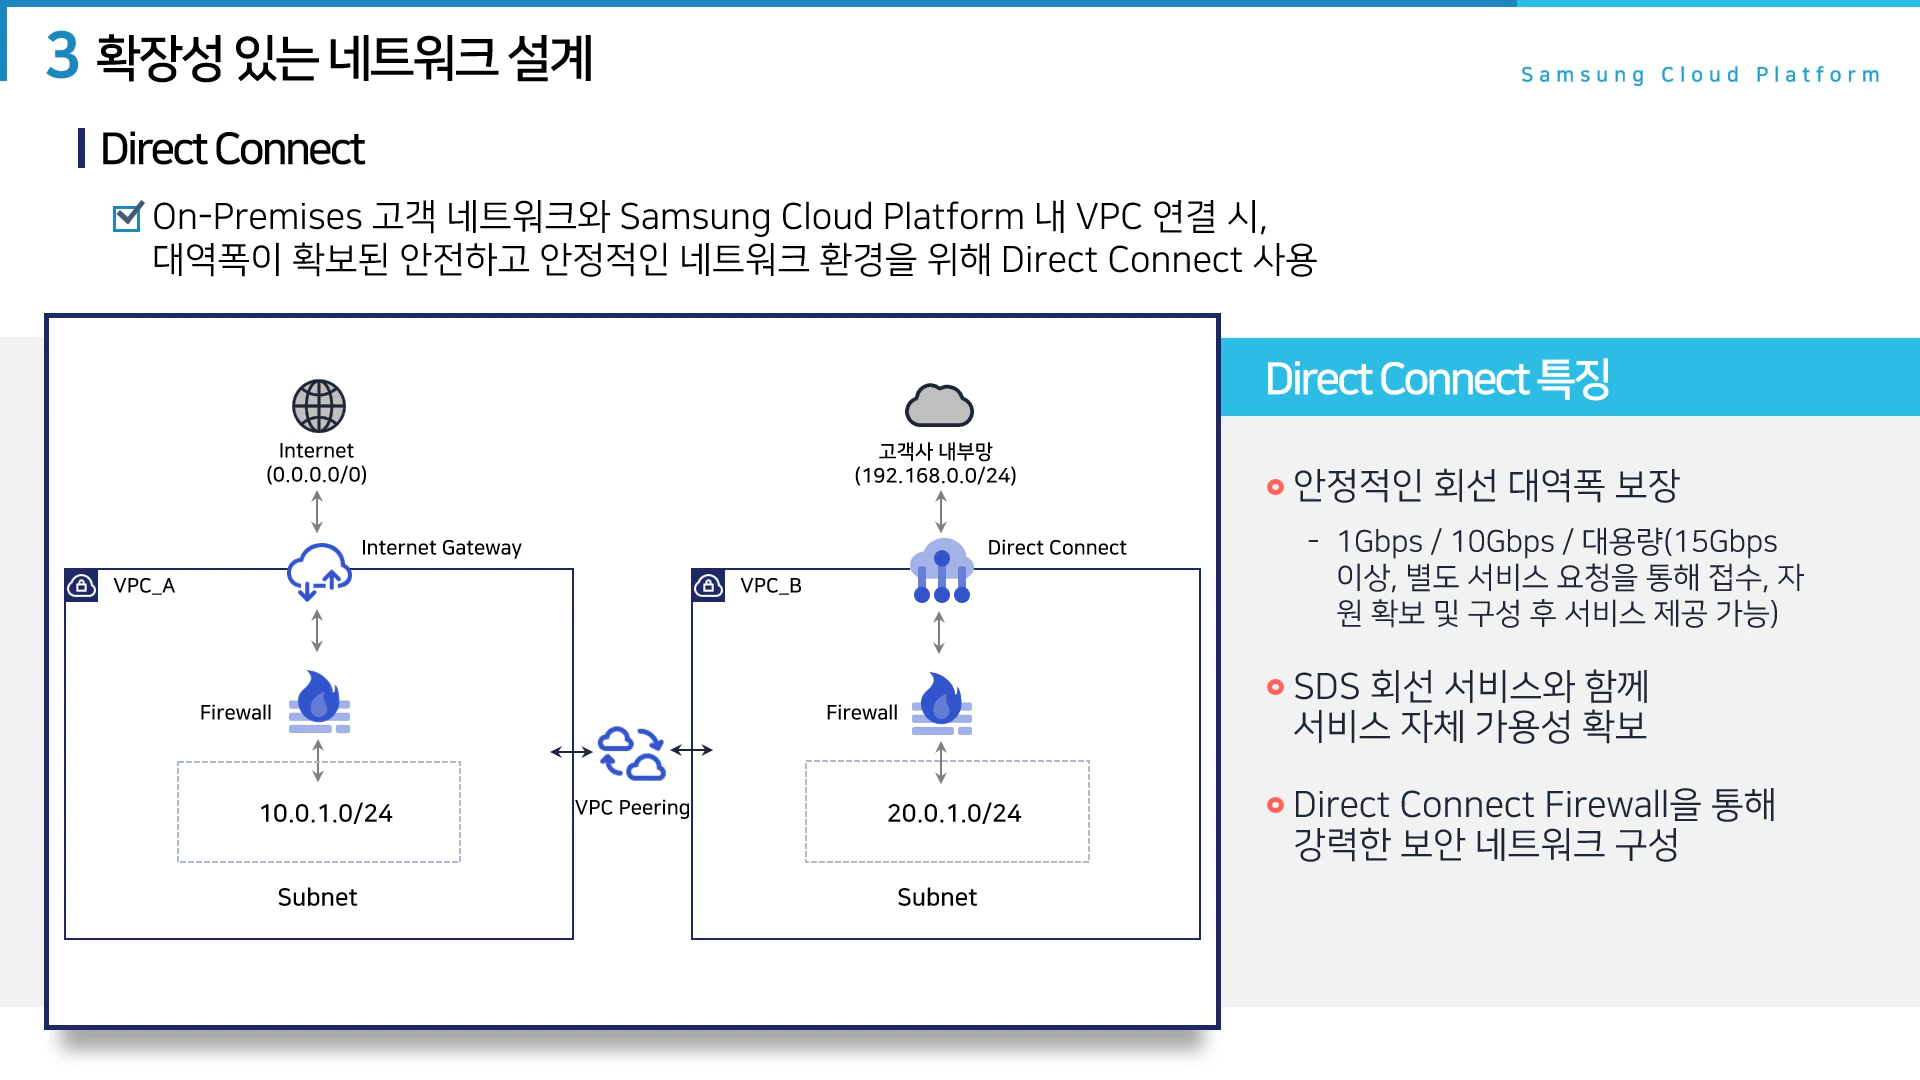 3 확장성 있는 네트워크 설계
Samsung Cloud Platform
Direct Connect
On-Premises 고객 네트워크와 Samsung Cloud Platform 내 VPC 연결 시,
대역폭이 확보된 안전하고 안정적인 네트워크 환경을 위해 Direct Connect 사용
Internet
(0.0.0.0/0)
Internet Gateway
VPC_A
Firewall
10.0.1.0/24
Subnet
VPC Peering
고객사 내부망
(192.168.0.0/24)
Direct Connect
VPC_B
Firewall
20.0.1.0/24
Subnet
Direct Connect 특징
안정적인 회선 대역폭 보장
- 1Gbps / 10Gbps / 대용량(15Gbps
이상, 별도 서비스 요청을 통해 접수, 자
원 확보 및 구성 후 서비스 제공 가능)
SDS 회선 서비스와 함께
서비스 자체 가용성 확보
Direct Connect Firewall을 통해
강력한 보안 네트워크 구성